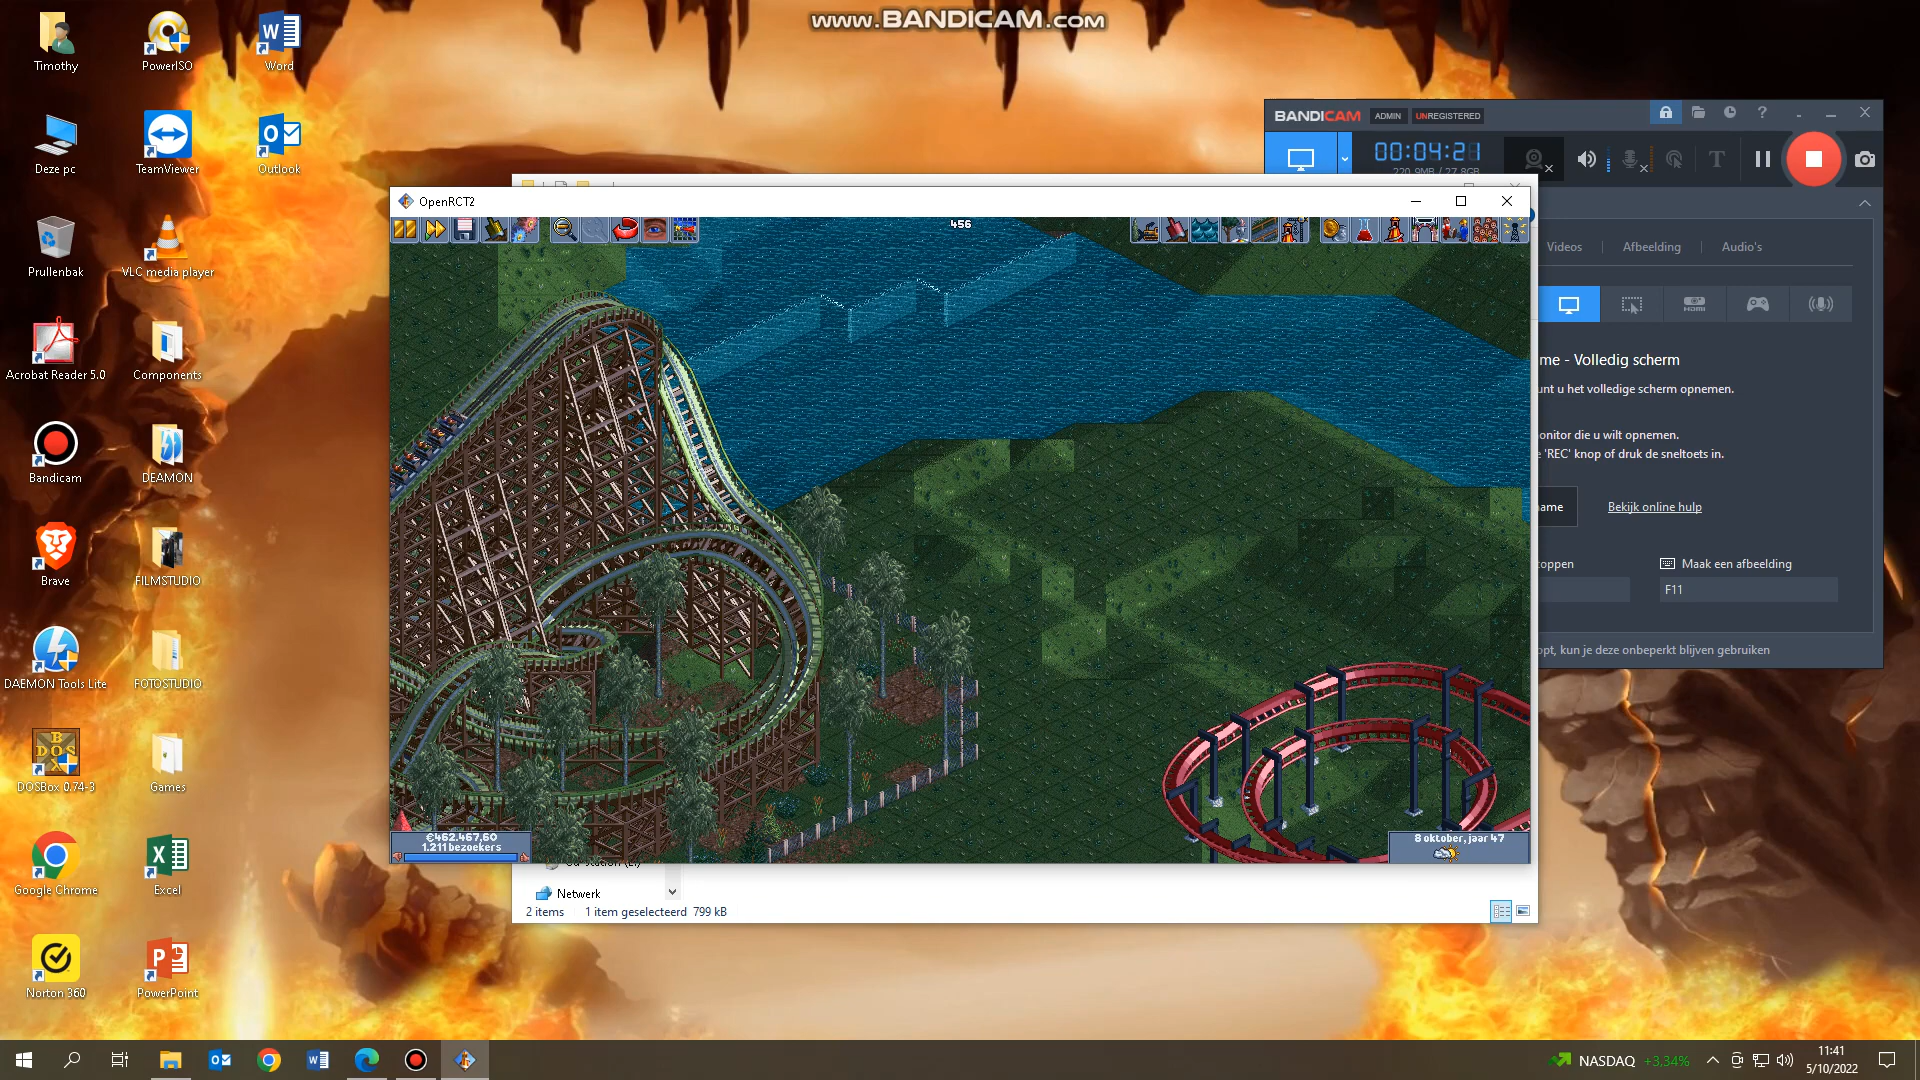 www.BANDICAM.com
Timothy
PowerISO
Word
Deze pc
TeamViewer
Outlook
Prullenbak
VLC media player
Acrobat Reader 5.0
Components
Bandicam
DEAMON
Brave
FILMSTUDIO
DAEMON Tools Lite
FOTOSTUDIO
DOSBox 0.74-3
Games
Google Chrome
Excel
Norton 360
PowerPoint
BANDICAM
ADMIN
UNREGISTERED
00:04:21
220.9MB / 27.8GB
Videos
Afbeelding
Audio's
HDMI
me - Volledig scherm
unt u het volledige scherm opnemen.
onitor die u wilt opnemen.
'REC' knop of druk de sneltoets in.
ame
Bekijk online hulp
toppen
Maak een afbeelding
F11
opt, kun je deze onbeperkt blijven gebruiken
OpenRCT2
456
€462.467,60
1.211 bezoekers
8 oktober, jaar 47
Netwerk
2 items
1 item geselecteerd 799 kB
NASDAQ +3,34%
11:41
5/10/2022